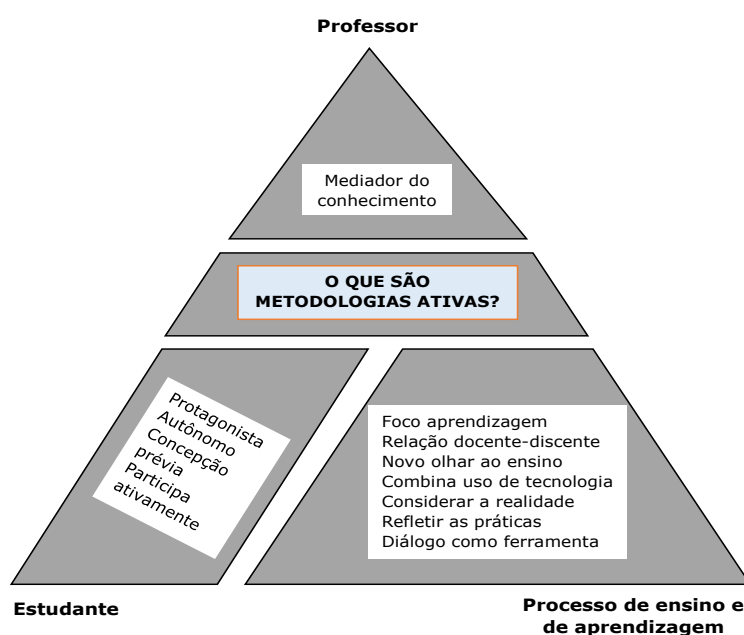 Professor
Mediador do
conhecimento
O QUE SÃO
METODOLOGIAS ATIVAS?
Protagonista
Autônomo
Concepção
prévia
Participa
ativamente
Foco aprendizagem
Relação docente-discente
Novo olhar ao ensino
Combina uso de tecnologia
Considerar a realidade
Refletir as práticas
Diálogo como ferramenta
Estudante
Processo de ensino e
de aprendizagem